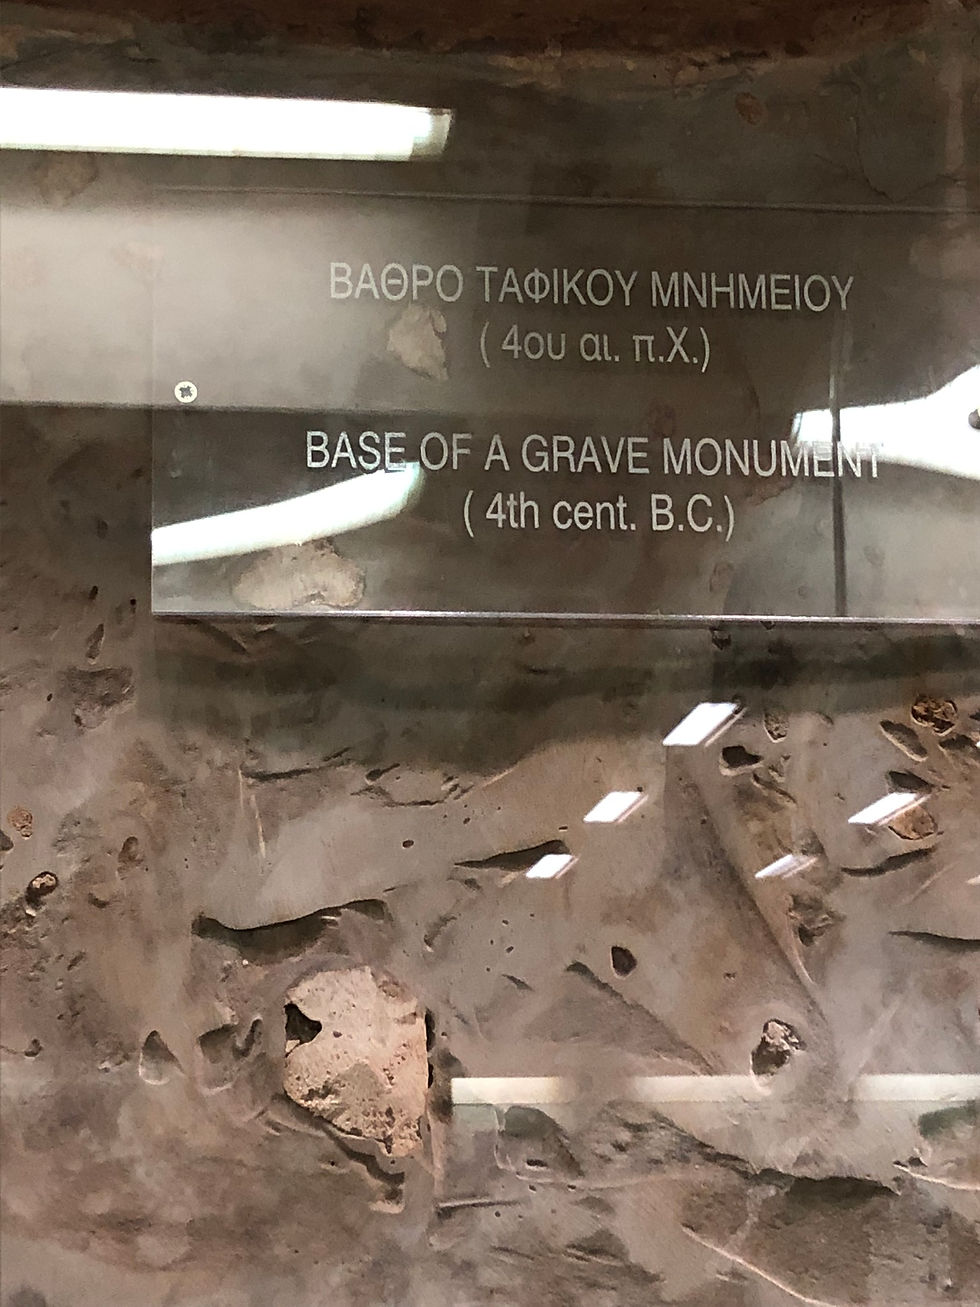 ΒΑΘΡΟ ΤΑΦΙΚΟΥ ΜΝΗΜΕΙΟΥ
( 4ου αι. π.Χ.)
BASE OF A GRAVE MONUMENT
( 4th cent. B.C.)